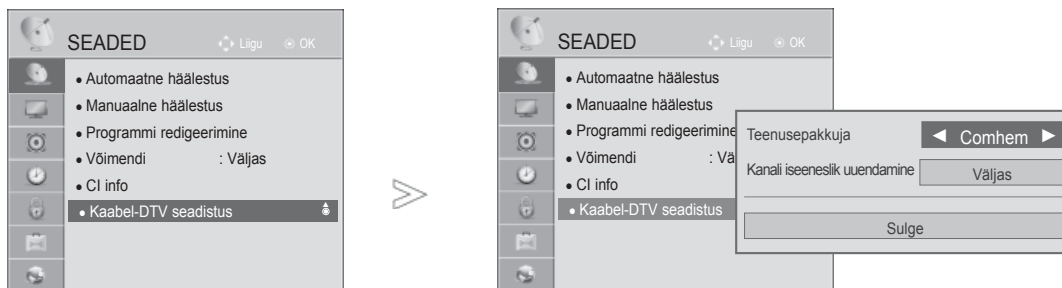 SEADED Liigu OK
• Automaatne häälestus
• Manuaalne häälestus
• Programmi redigeerimine
• Võimendi : Väljas
• CI info
• Kaabel-DTV seadistus
SEADED Liigu OK
• Automaatne häälestus
• Manuaalne häälestus
• Programmi redigeerimine
• Võimendi : Vä
• CI info
• Kaabel-DTV seadistus
Teenusepakkuja ◄ Comhem ►
Kanali iseeneslik uuendamine Väljas
Sulge